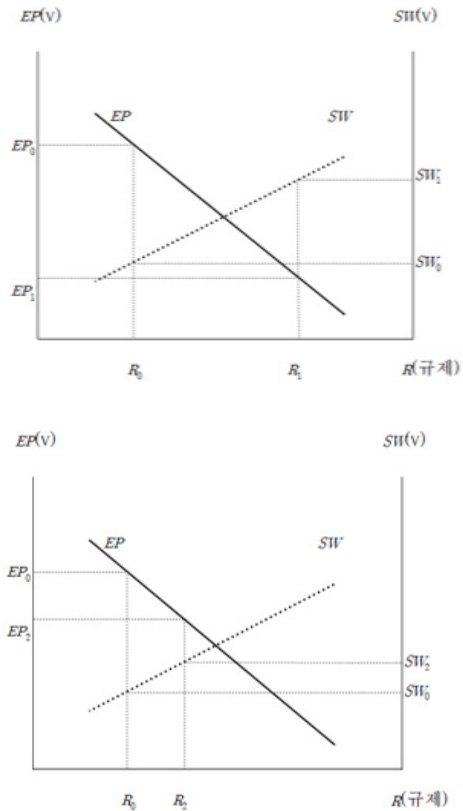 EP(V) SW(V)
EP SW
EP₀
SW₂
SW₀
EP₁
R₀ R₁ R(규제)
EP(V) SW(V)
EP SW
EP₀
EP₂
SW₂
SW₀
R₀ R₂ R(규제)